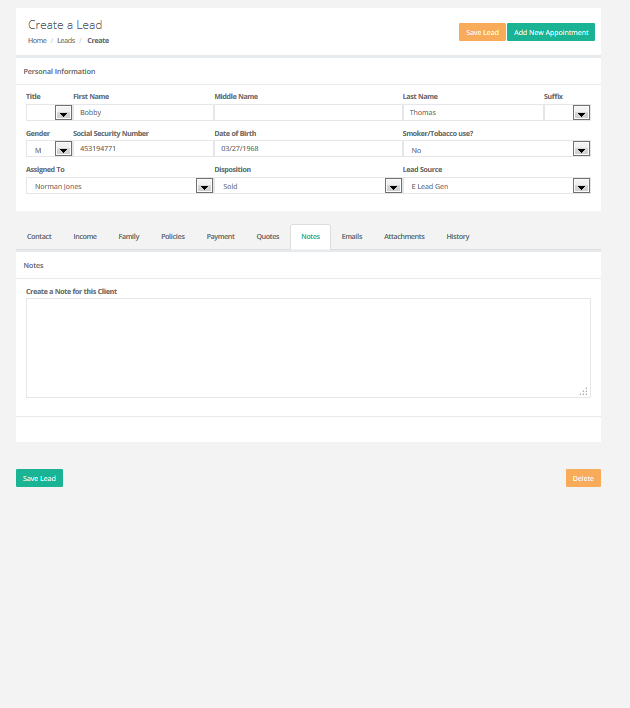 Create a Lead
Home / Leads / Create
Save Lead Add New Appointment
Personal Information
Title First Name Middle Name Last Name Suffix
Bobby Thomas
Gender Social Security Number Date of Birth Smoker/Tobacco use?
M 453194771 03/27/1968 No
Assigned To Disposition Lead Source
Norman Jones Sold E Lead Gen
Contact Income Family Policies Payment Quotes Notes Emails Attachments History
Notes
Create a Note for this Client
Save Lead Delete